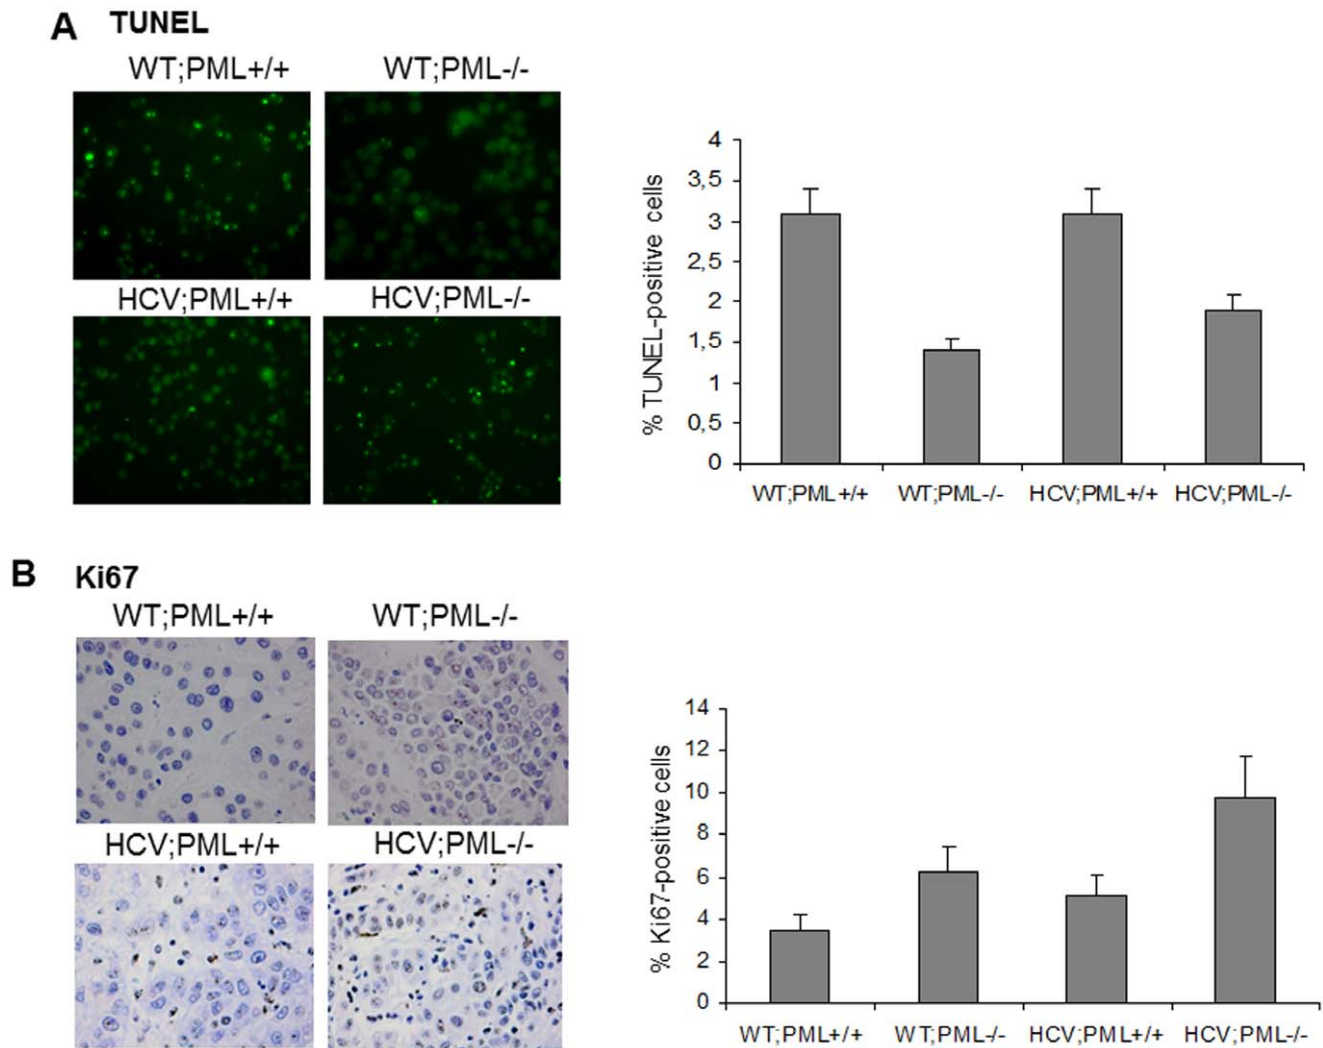 A TUNEL
WT;PML+/+ WT;PML-/-
HCV;PML+/+ HCV;PML-/-
% TUNEL-positive cells
4
3,5
3
2,5
2
1,5
1
0,5
0
WT;PML+/+ WT;PML-/- HCV;PML+/+ HCV;PML-/-
B Ki67
WT;PML+/+ WT;PML-/-
HCV;PML+/+ HCV;PML-/-
% Ki67-positive cells
14
12
10
8
6
4
2
0
WT;PML+/+ WT;PML-/- HCV;PML+/+ HCV;PML-/-